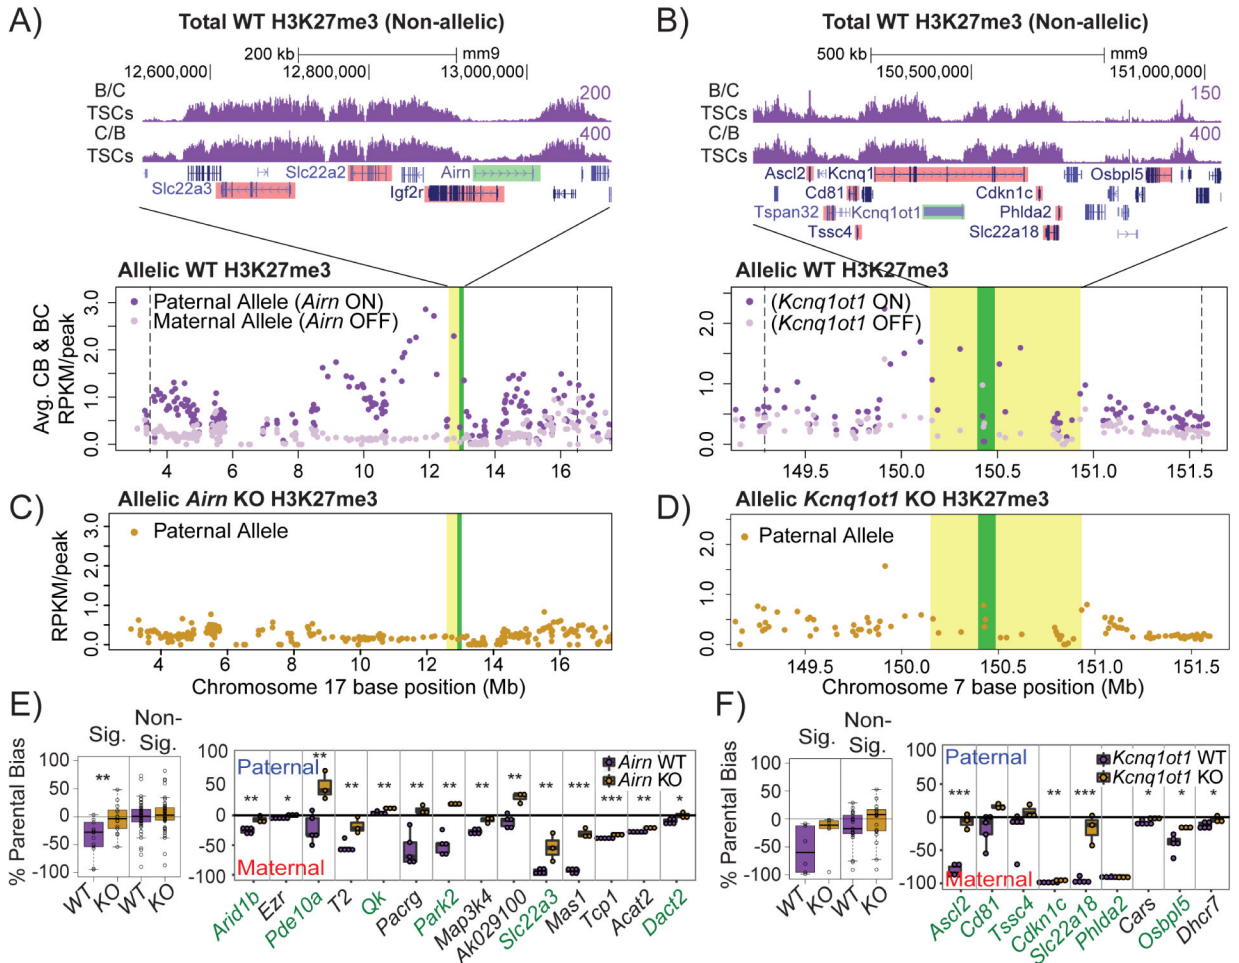 A)
Total WT H3K27me3 (Non-allelic)
200 kb
mm9
12,600,000
12,800,000
13,000,000
B/C
TSCs
200
C/B
TSCs
400
Slc22a2
Airn
Slc22a3
Igf2r
Allelic WT H3K27me3
Avg. CB & BC
RPKM/peak
3.0
2.0
1.0
0.0
Paternal Allele (Airn ON)
Maternal Allele (Airn OFF)
4 6 8 10 12 14 16
B)
Total WT H3K27me3 (Non-allelic)
500 kb
mm9
150,500,000
151,000,000
B/C
TSCs
150
C/B
TSCs
400
Ascl2
Kcnq1
Osbpl5
Cd81
Cdkn1c
Tspan32
Kcnq1ot1
Phlda2
Tssc4
Slc22a18
Allelic WT H3K27me3
2.0
1.0
0.0
(Kcnq1ot1 ON)
(Kcnq1ot1 OFF)
149.5 150.0 150.5 151.0 151.5
C)
Allelic Airn KO H3K27me3
RPKM/peak
3.0
2.0
1.0
0.0
Paternal Allele
4 6 8 10 12 14 16
Chromosome 17 base position (Mb)
D)
Allelic Kcnq1ot1 KO H3K27me3
2.0
1.0
0.0
Paternal Allele
149.5 150.0 150.5 151.0 151.5
Chromosome 7 base position (Mb)
E)
Sig.
Non-
Sig.
% Parental Bias
100
50
0
-50
-100
**
WT KO WT KO
100
50
0
-50
-100
Paternal
Maternal
Airn WT
Airn KO
** * ** ** ** ** ** ** ** ** *** *** ** *
Arid1b Ezr Pde10a T2 Qk Pacrg Park2 Map3k4 Ak029100 Slc22a3 Mas1 Tcp1 Acat2 Dact2
F)
Sig.
Non-
Sig.
% Parental Bias
100
50
0
-50
-100
WT KO WT KO
100
50
0
-50
-100
Paternal
Maternal
Kcnq1ot1 WT
Kcnq1ot1 KO
*** ** *** * * *
Ascl2 Cd81 Tssc4 Cdkn1c Slc22a18 Phlda2 Cars Osbpl5 Dhcr7